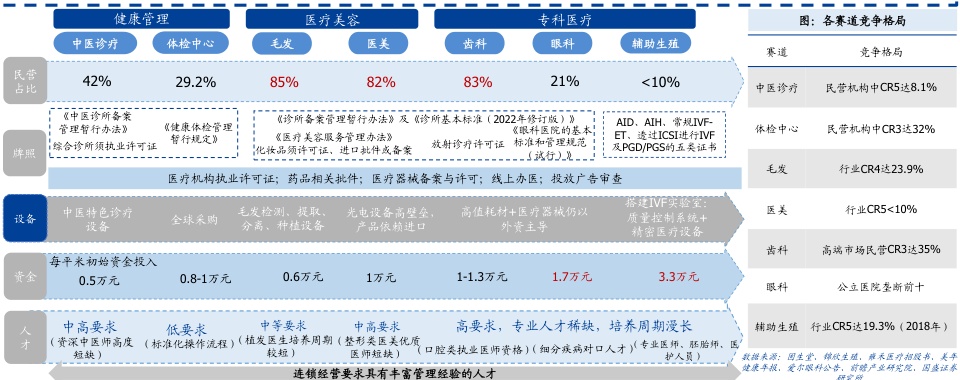 健康管理 医疗美容 专科医疗
中医诊疗 体检中心 毛发 医美 齿科 眼科 辅助生殖
民营占比 42% 29.2% 85% 82% 83% 21% <10%
牌照
《中医诊所备案管理暂行办法》
综合诊所须执业许可证
《健康体检管理暂行规定》
《诊所备案管理暂行办法》及《诊所基本标准（2022年修订版）》
《医疗美容服务管理办法》
化妆品须许可证、进口批件或备案
放射诊疗许可证
《眼科医院的基本标准和管理规范（试行）》
AID、AIH、常规IVF-
ET、透过ICSI进行IVF
及PGD/PGS的五类证书
医疗机构执业许可证；药品相关批件；医疗器械备案与许可；线上办医；投放广告审查
设备
中医特色诊疗设备
全球采购
毛发检测、提取、分离、种植设备
光电设备高壁垒、产品依赖进口
高值耗材+医疗器械仍以外资主导
搭建IVF实验室:
质量控制系统+
精密医疗设备
资金
每平米初始资金投入
0.5万元 0.8-1万元 0.6万元 1万元 1-1.3万元 1.7万元 3.3万元
人才
中高要求
(资深中医师高度短缺)
低要求
(标准化操作流程)
中等要求
(植发医生培养周期较短)
中高要求
(整形类医美优质医师短缺)
高要求，专业人才稀缺，培养周期漫长
(口腔类执业医师资格)
(细分疾病对口人才)
(专业医师、胚胎师、医护人员)
连锁经营要求具有丰富管理经验的人才
图：各赛道竞争格局
赛道 竞争格局
中医诊疗 民营机构中CR5达8.1%
体检中心 民营机构中CR3达32%
毛发 行业CR4达23.9%
医美 行业CR5<10%
齿科 高端市场民营CR3达35%
眼科 公立医院垄断前十
辅助生殖 行业CR5达19.3%（2018年）
数据来源：固生堂、锦欣生殖、雍禾医疗招股书，美年
健康年报，爱尔眼科公告，前瞻产业研究院，国盛证券
研究所